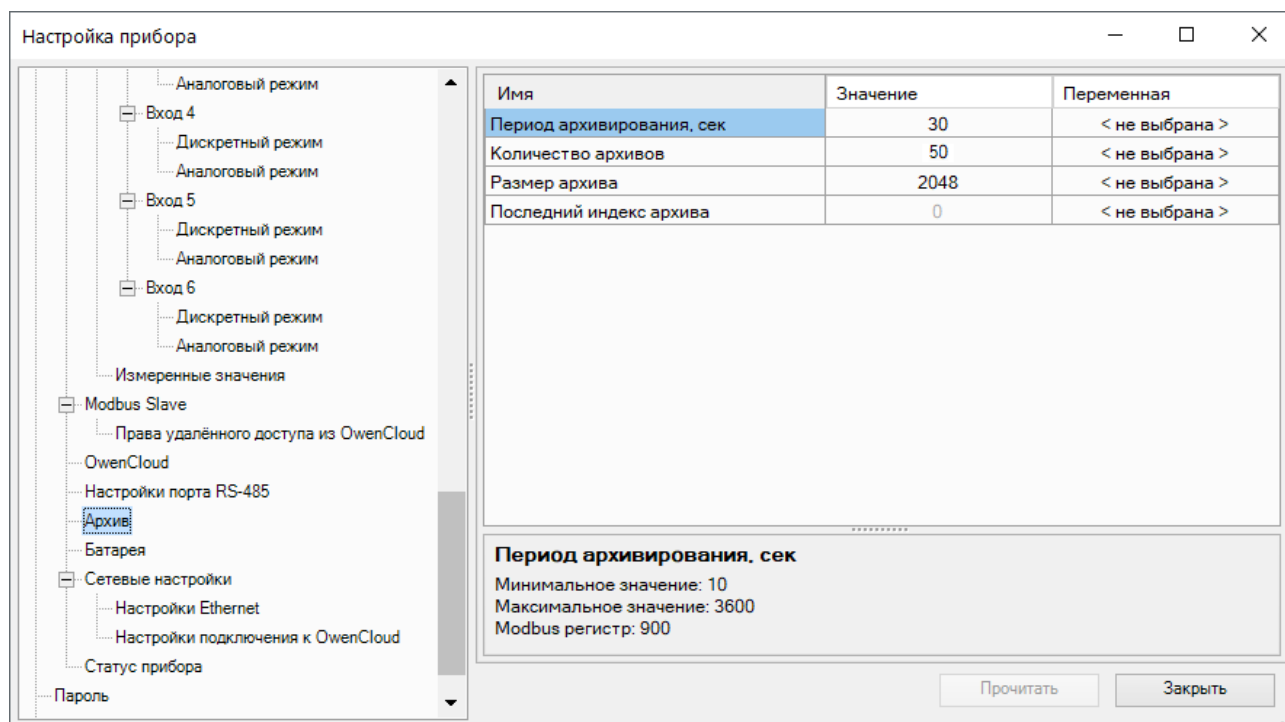 Настройка прибора
Аналоговый режим
Вход 4
Дискретный режим
Аналоговый режим
Вход 5
Дискретный режим
Аналоговый режим
Вход 6
Дискретный режим
Аналоговый режим
Измеренные значения
Modbus Slave
Права удалённого доступа из OwenCloud
OwenCloud
Настройки порта RS-485
Архив
Батарея
Сетевые настройки
Настройки Ethernet
Настройки подключения к OwenCloud
Статус прибора
Пароль
Имя Значение Переменная
Период архивирования, сек 30 < не выбрана >
Количество архивов 50 < не выбрана >
Размер архива 2048 < не выбрана >
Последний индекс архива 0 < не выбрана >
Период архивирования, сек
Минимальное значение: 10
Максимальное значение: 3600
Modbus регистр: 900
Прочитать Закрыть